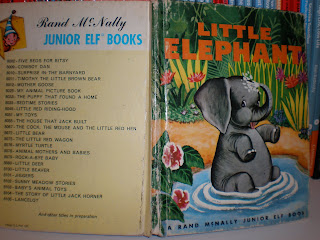 Rand McNally
JUNIOR ELF BOOKS
FIVE BEDS FOR BITSY
COWBOY DAN
SURPRISE IN THE BARNYARD
TIMOTHY THE LITTLE BROWN BEAR
MOTHER GOOSE
MY ANIMAL PICTURE BOOK
THE PUPPY THAT FOUND A HOME
BEDTIME STORIES
LITTLE RED RIDING-HOOD
MY TOYS
THE HOUSE THAT JACK BUILT
THE COCK, THE MOUSE AND THE LITTLE RED HEN
LITTLE BEAR
THE LITTLE RED WAGON
MYRTLE TURTLE
ANIMAL MOTHERS AND BABIES
ROCK-A-BYE BABY
LITTLE DEER
LITTLE BEAVER
JIGGERS
SUNNY MEADOW STORIES
BABY'S ANIMAL TOYS
THE STORY OF LITTLE JACK HORNER
And other titles in preparation
LITTLE
ELEPHANT
A RAND MCNALLY JUNIOR ELF BOOK